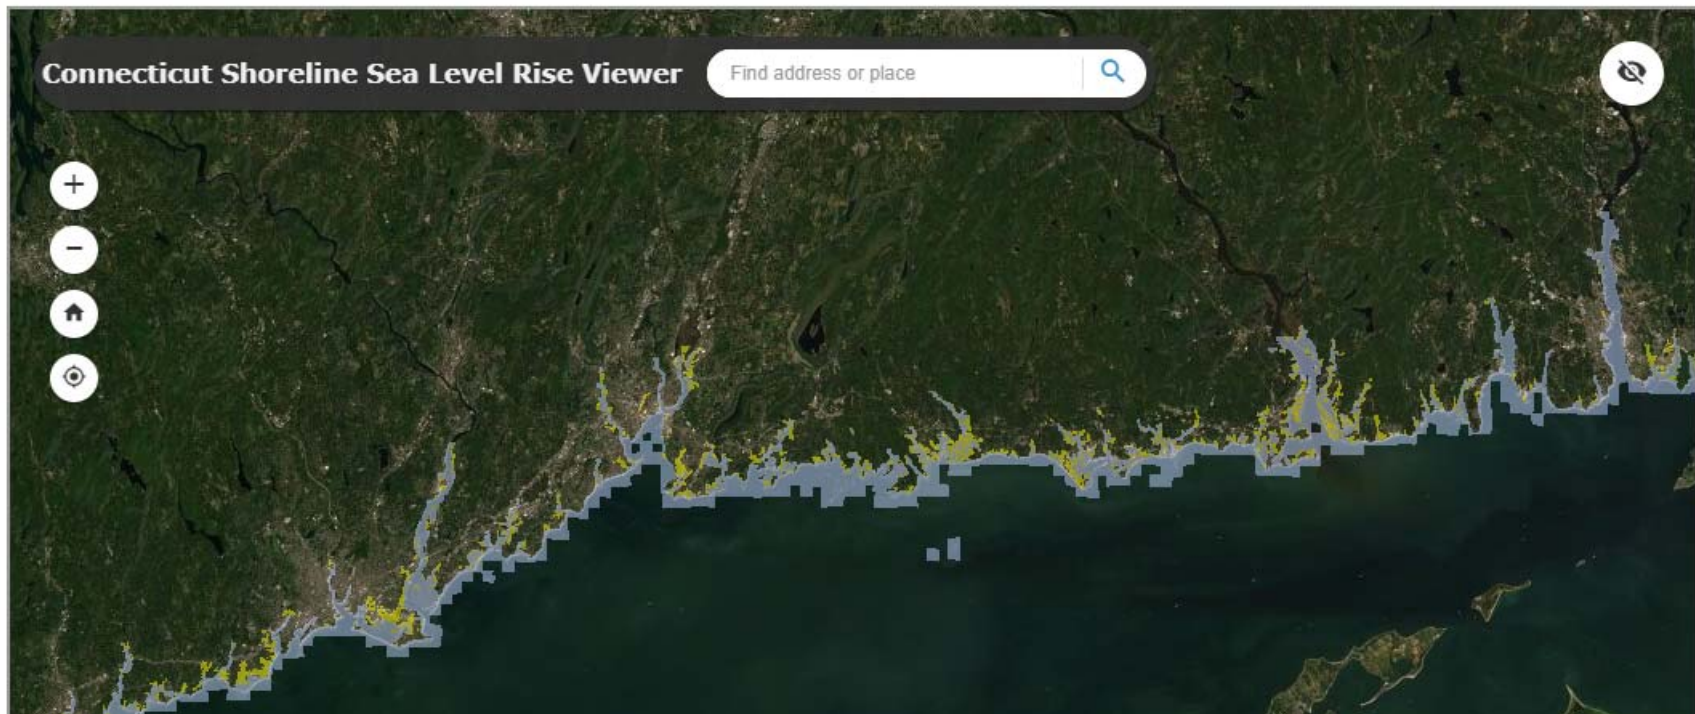 Connecticut Shoreline Sea Level Rise Viewer
Find address or place